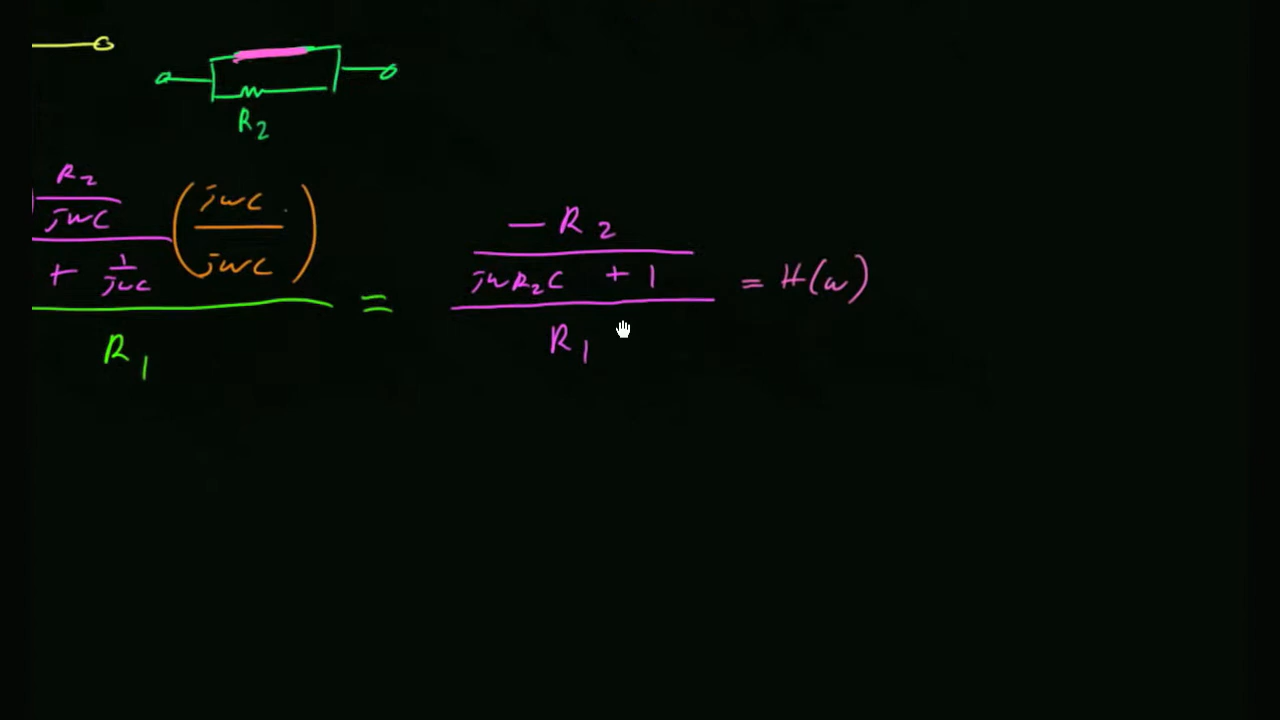 R2
R2
jwC
+ 1
jwC
(jwC
jwC)
R1
=
- R2
jwR2C + 1
R1
= H(w)